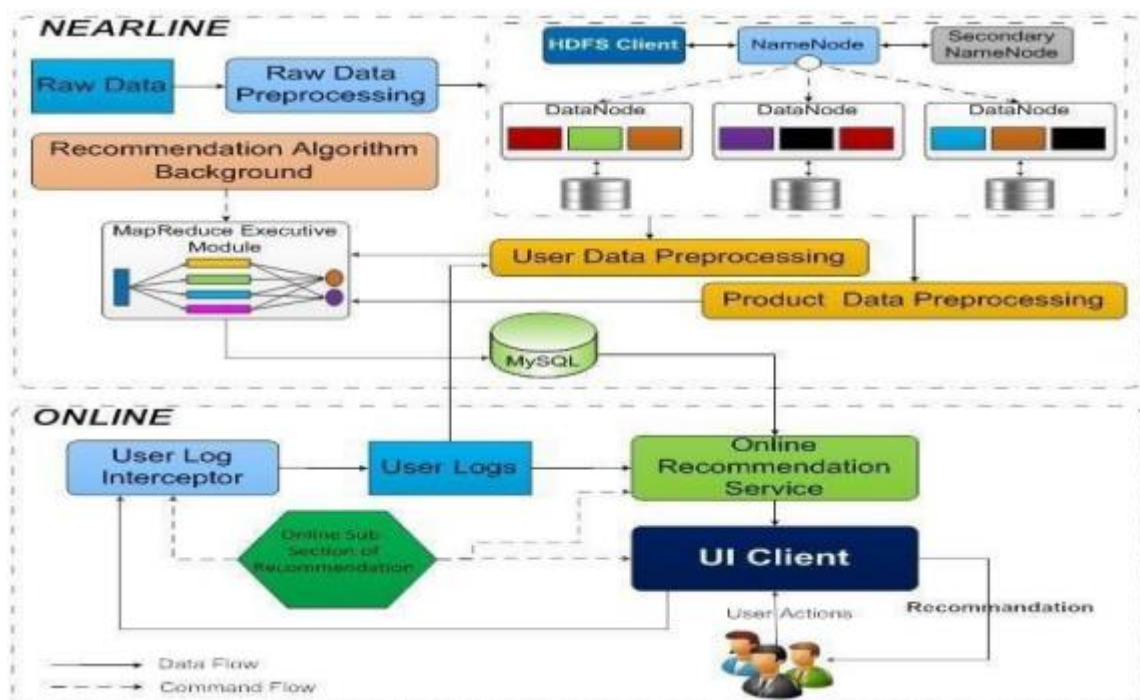 NEARLINE
Raw Data
Raw Data
Preprocessing
HDFS Client
NameNode
Secondary
NameNode
DataNode
DataNode
DataNode
Recommendation Algorithm
Background
MapReduce Executive
Module
User Data Preprocessing
Product Data Preprocessing
MySQL
ONLINE
User Log
Interceptor
User Logs
Online
Recommendation
Service
Online Sub
Section of
Recommendation
UI Client
User Actions
Recommandation
Data Flow
Command Flow